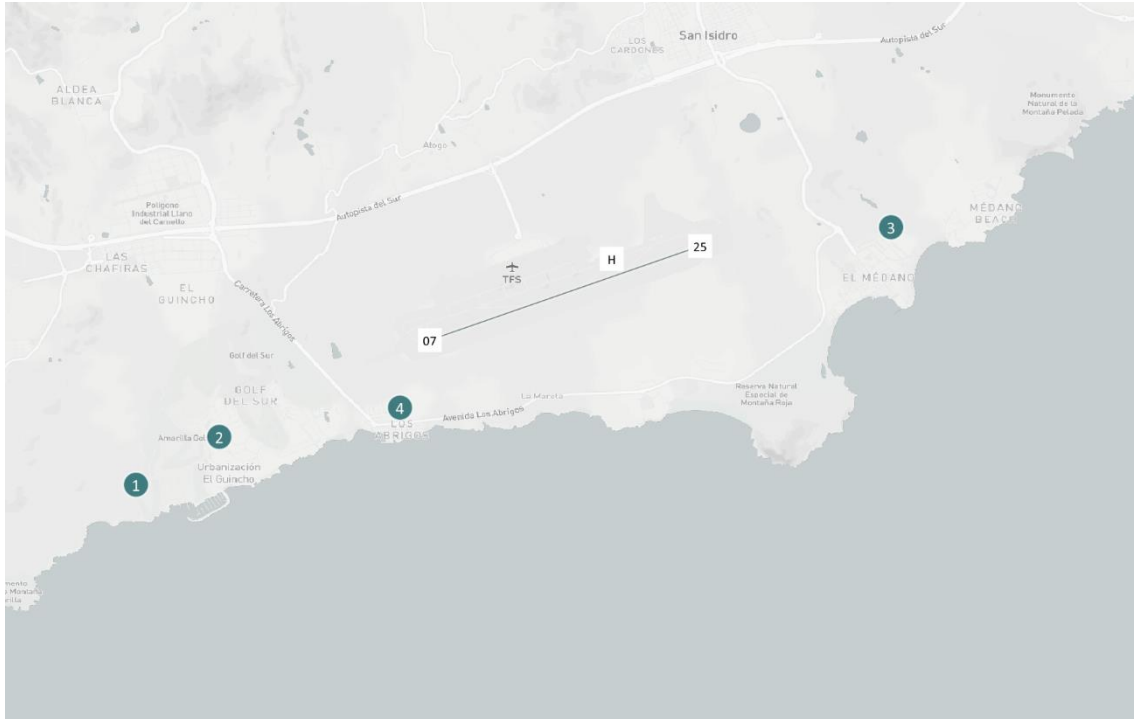 San Isidro
LOS
CARDONES
Autopista del Sur
ALDEA
BLANCA
Monumento
Natural de la
Montaña Pelada
Atogo
Polígono
Industrial Llano
del Camello
Autopista del Sur
MÉDANO
BEACH
3
25
H
LAS
CHAFIRAS
TFS
EL MÉDANO
EL
GUINCHO
Carretera Los Abrigos
07
Golf del Sur
GOLF
DEL SUR
La Mareta
Reserva Natural
Especial de
Montaña Roja
4
Avenida Los Abrigos
LOS
ABRIGOS
Amarilla Gol
2
Urbanización
El Guincho
1